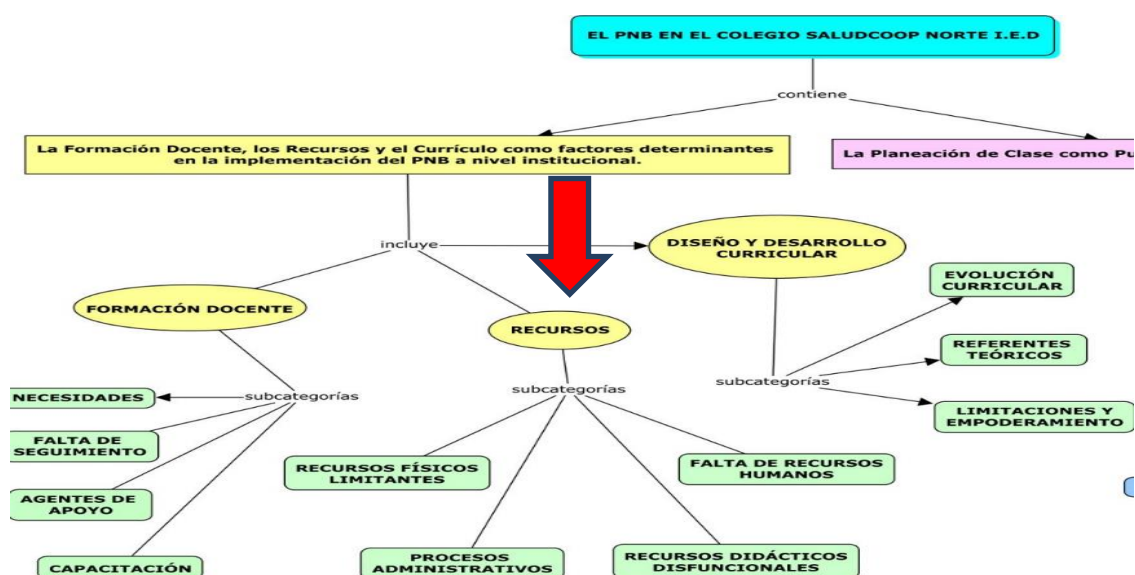 EL PNB EN EL COLEGIO SALUDCOOP NORTE I.E.D
contiene
La Formación Docente, los Recursos y el Currículo como factores determinantes
en la implementación del PNB a nivel institucional.
La Planeación de Clase como
incluye
DISEÑO Y DESARROLLO
CURRICULAR
FORMACIÓN DOCENTE
RECURSOS
EVOLUCIÓN
CURRICULAR
REFERENTES
TEÓRICOS
LIMITACIONES Y
EMPODERAMIENTO
subcategorías
subcategorías
subcategorías
NECESIDADES
FALTA DE
SEGUIMIENTO
AGENTES DE
APOYO
CAPACITACIÓN
RECURSOS FÍSICOS
LIMITANTES
PROCESOS
ADMINISTRATIVOS
RECURSOS DIDÁCTICOS
DISFUNCIONALES
FALTA DE RECURSOS
HUMANOS